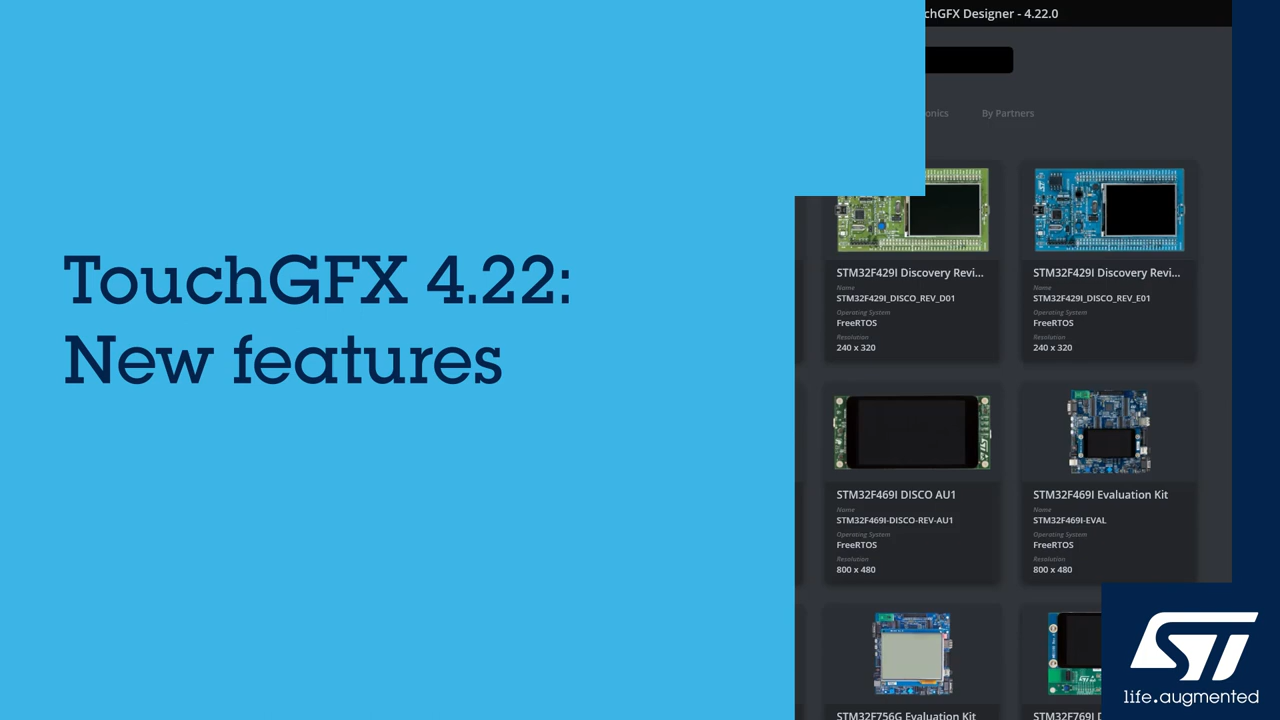 chGFX Designer - 4.22.0
onics
By Partners
TouchGFX 4.22:
New features
STM32F429I Discovery Revi...
Name
STM32F429I_DISCO_REV_D01
Operating System
FreeRTOS
Resolution
240 x 320
STM32F429I Discovery Revi...
Name
STM32F429I_DISCO_REV_E01
Operating System
FreeRTOS
Resolution
240 x 320
STM32F469I DISCO AU1
Name
STM32F469I-DISCO-REV-AU1
Operating System
FreeRTOS
Resolution
800 x 480
STM32F469I Evaluation Kit
Name
STM32F469I-EVAL
Operating System
FreeRTOS
Resolution
800 x 480
STM32F756G Evaluation Kit
STM32F769I D
ST
life.augmented